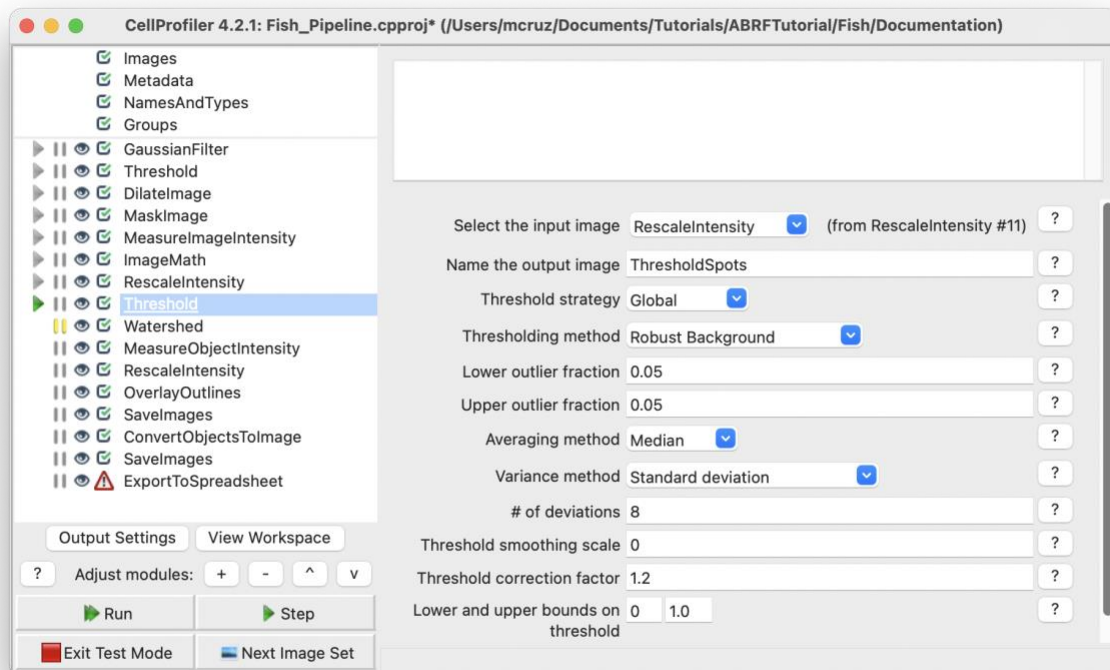 CellProfiler 4.2.1: Fish_Pipeline.cpproj* (/Users/mcruz/Documents/Tutorials/ABRFTutorial/Fish/Documentation)
Images
Metadata
NamesAndTypes
Groups
GaussianFilter
Threshold
DilateImage
MaskImage
MeasureImageIntensity
ImageMath
RescaleIntensity
Threshold
Watershed
MeasureObjectIntensity
RescaleIntensity
OverlayOutlines
SaveImages
ConvertObjectsToImage
SaveImages
ExportToSpreadsheet
Output Settings View Workspace
? Adjust modules: + - ^ v
Run Step
Exit Test Mode Next Image Set
Select the input image RescaleIntensity (from RescaleIntensity #11) ?
Name the output image ThresholdSpots ?
Threshold strategy Global ?
Thresholding method Robust Background ?
Lower outlier fraction 0.05 ?
Upper outlier fraction 0.05 ?
Averaging method Median ?
Variance method Standard deviation ?
# of deviations 8 ?
Threshold smoothing scale 0 ?
Threshold correction factor 1.2 ?
Lower and upper bounds on 0 1.0 ?
threshold